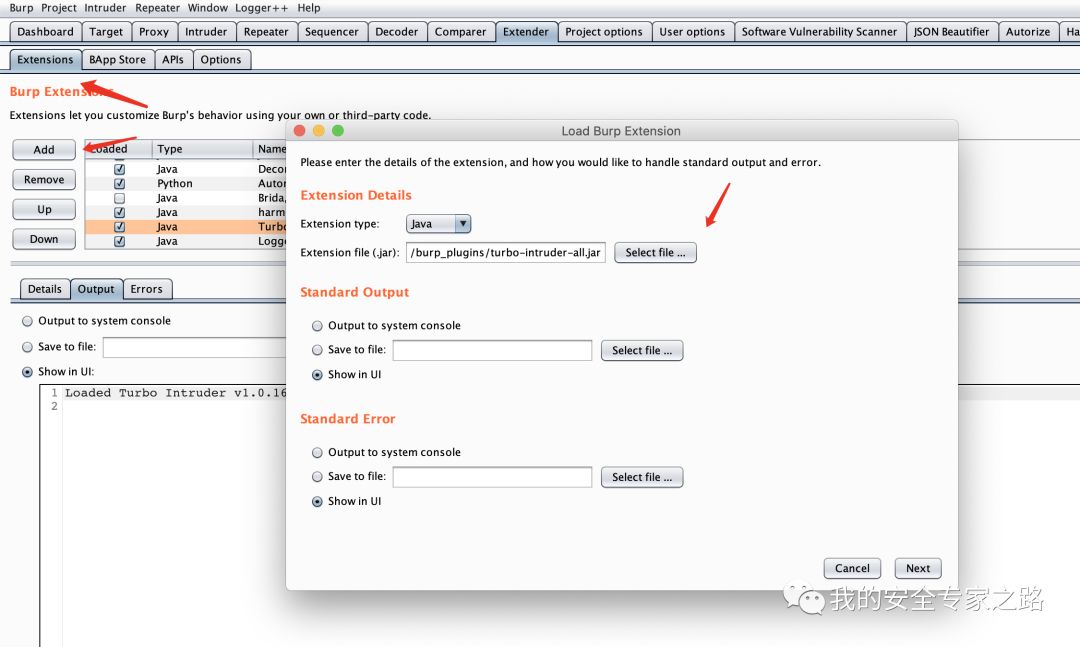 Burp Project Intruder Repeater Window Logger++ Help
Dashboard Target Proxy Intruder Repeater Sequencer Decoder Comparer Extender Project options User options Software Vulnerability Scanner JSON Beautifier Autorize Ha
Extensions BApp Store APIs Options
Burp Extensions
Extensions let you customize Burp's behavior using your own or third-party code.
Add
Remove
Up
Down
Loaded Type Name
Java Deco
Python Autor
Java Brida,
Java harm
Java Turbo
Java Logg
Details Output Errors
Output to system console
Save to file:
Show in UI:
1 Loaded Turbo Intruder v1.0.16
2
Load Burp Extension
Please enter the details of the extension, and how you would like to handle standard output and error.
Extension Details
Extension type: Java
Extension file (.jar): /burp_plugins/turbo-intruder-all.jar Select file ...
Standard Output
Output to system console
Save to file: Select file ...
Show in UI
Standard Error
Output to system console
Save to file: Select file ...
Show in UI
Cancel Next
我的安全专家之路